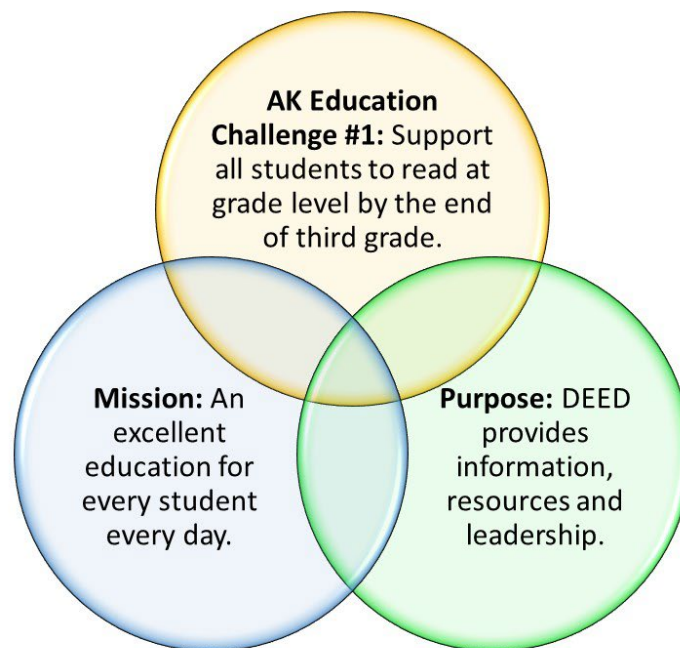 AK Education
Challenge #1: Support
all students to read at
grade level by the end
of third grade.
Mission: An
excellent
education for
every student
every day.
Purpose: DEED
provides
information,
resources and
leadership.